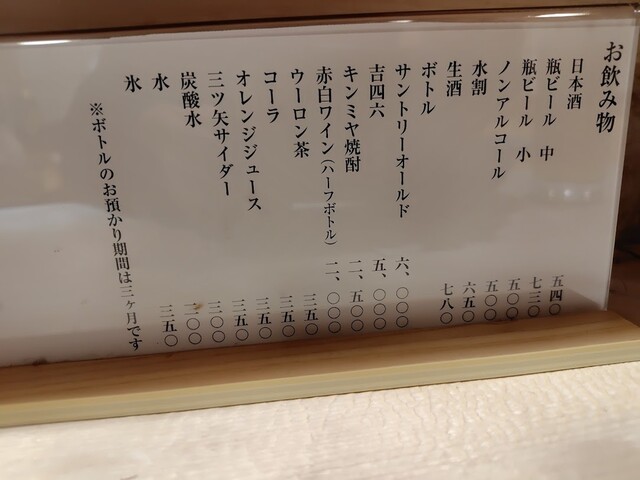 お飲み物
日本酒 五四〇
瓶ビール 中 七三〇
瓶ビール 小 五〇〇
ノンアルコール 五〇〇
水割 六五〇
生酒 七八〇
ボトル
サントリーオールド 六、〇〇〇
吉四六 五、〇〇〇
キンミヤ焼酎 二、五〇〇
赤白ワイン(ハーフボトル) 二、〇〇〇
ウーロン茶 三五〇
コーラ 三五〇
オレンジジュース 三五〇
三ツ矢サイダー 三五〇
炭酸水 三〇〇
水 二〇〇
氷 三五〇
※ボトルのお預かり期間は三ヶ月です